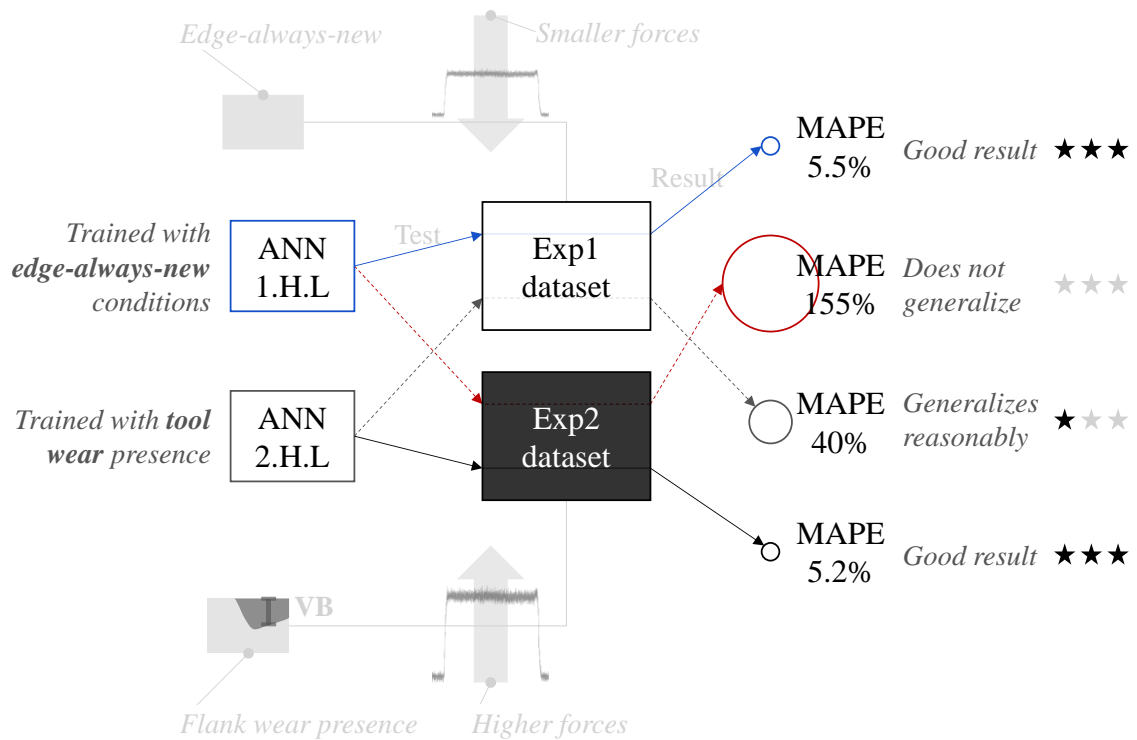 Edge-always-new
Smaller forces
MAPE
5.5%
Good result
Result
Trained with
edge-always-new
conditions
ANN
1.H.L
Test
Exp1
dataset
MAPE
155%
Does not
generalize
Trained with tool
wear presence
ANN
2.H.L
Exp2
dataset
MAPE
40%
Generalizes
reasonably
MAPE
5.2%
Good result
VB
Flank wear presence
Higher forces